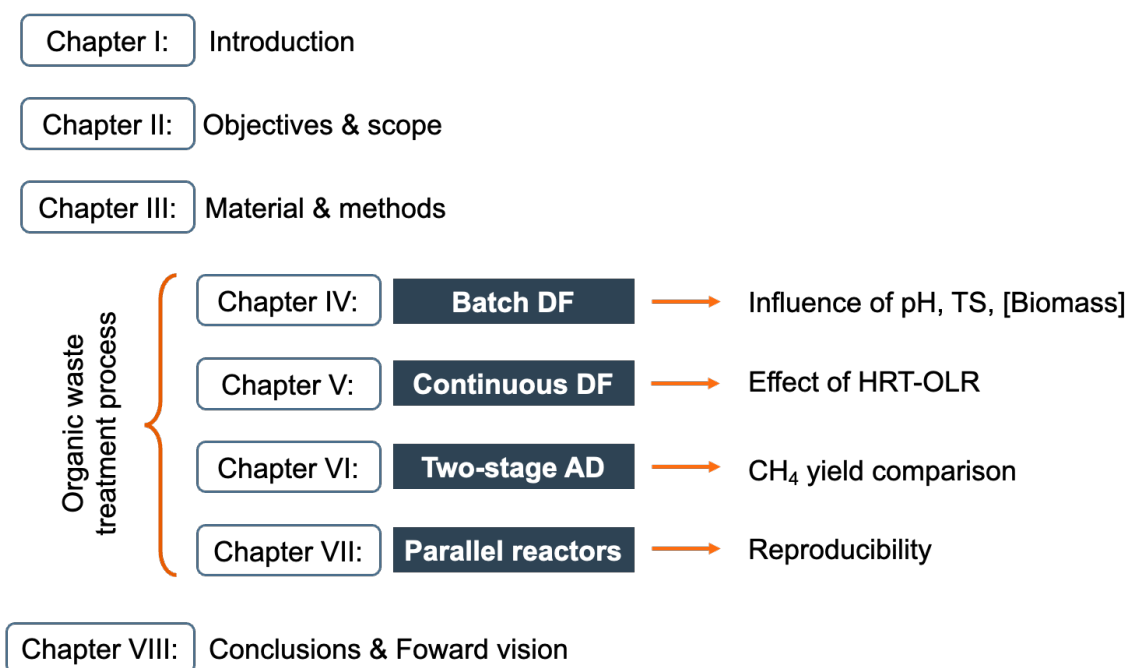 Chapter I: Introduction
Chapter II: Objectives & scope
Chapter III: Material & methods
Organic waste
treatment process
Chapter IV: Batch DF Influence of pH, TS, [Biomass]
Chapter V: Continuous DF Effect of HRT-OLR
Chapter VI: Two-stage AD CH₄ yield comparison
Chapter VII: Parallel reactors Reproducibility
Chapter VIII: Conclusions & Foward vision